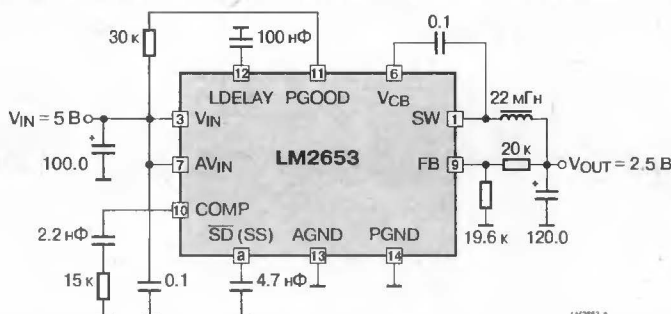 30 к
100 нФ
0.1
12
11
6
LDELAY
PGOOD
VCB
22 мГн
VIN = 5 В
3
VIN
SW
1
LM2653
20 к
7
AVIN
FB
9
VOUT = 2.5 В
100.0
10
COMP
2.2 нФ
SD (SS)
AGND
PGND
19.6 к
120.0
a
13
14
15 к
0.1
4.7 нФ